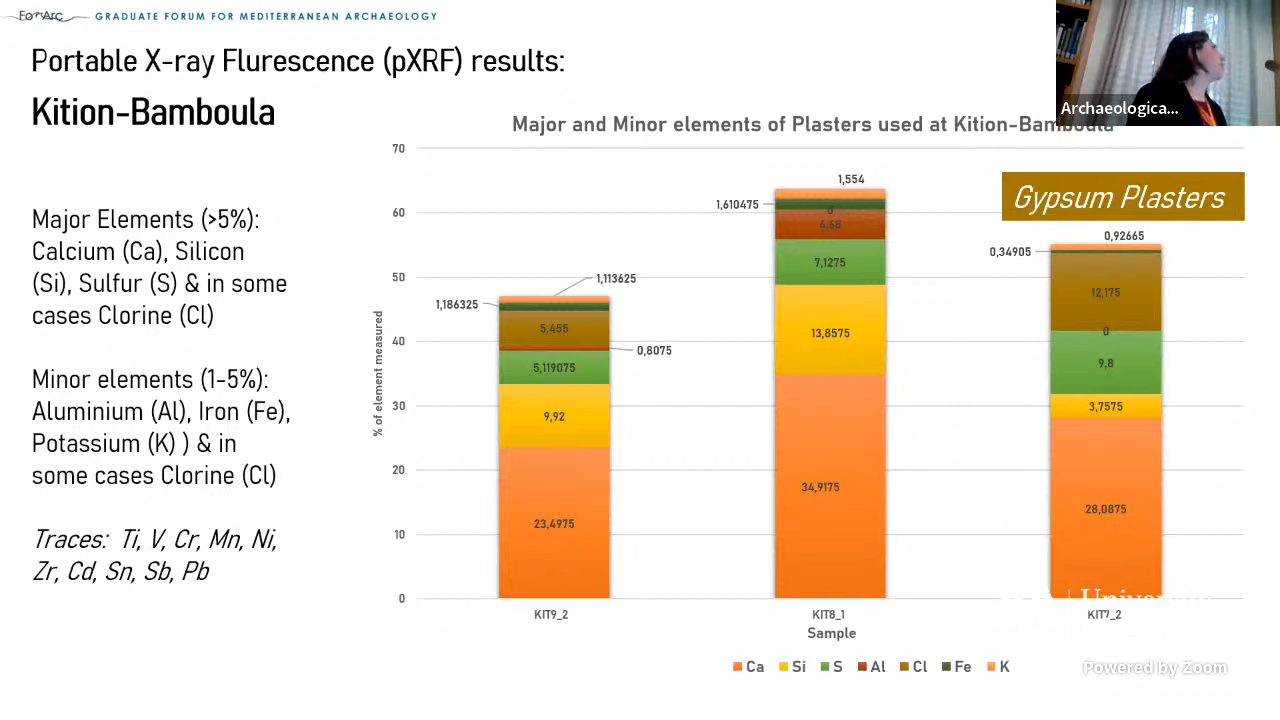 ForArc GRADUATE FORUM FOR MEDITERRANEAN ARCHAEOLOGY
Portable X-ray Flurescence (pXRF) results:
Kition-Bamboula
Archaeologica...
Major and Minor elements of Plasters used at Kition-Bamboula
Gypsum Plasters
Major Elements (>5%):
Calcium (Ca), Silicon
(Si), Sulfur (S) & in some
cases Clorine (Cl)
Minor elements (1-5%):
Aluminium (Al), Iron (Fe),
Potassium (K) ) & in
some cases Clorine (Cl)
Traces: Ti, V, Cr, Mn, Ni,
Zr, Cd, Sn, Sb, Pb
% of element measured
70
60
50
40
30
20
10
0
1,113625
1,186325
5,455
0,8075
5,119075
9,92
23,4975
1,554
1,610475
0
6,55
7,1275
13,8575
34,9175
0,92665
0,34905
12,175
0
9,8
3,7575
28,0875
KIT9_2 KIT8_1 KIT7_2
Sample
Ca Si S Al Cl Fe K
Powered by Zoom